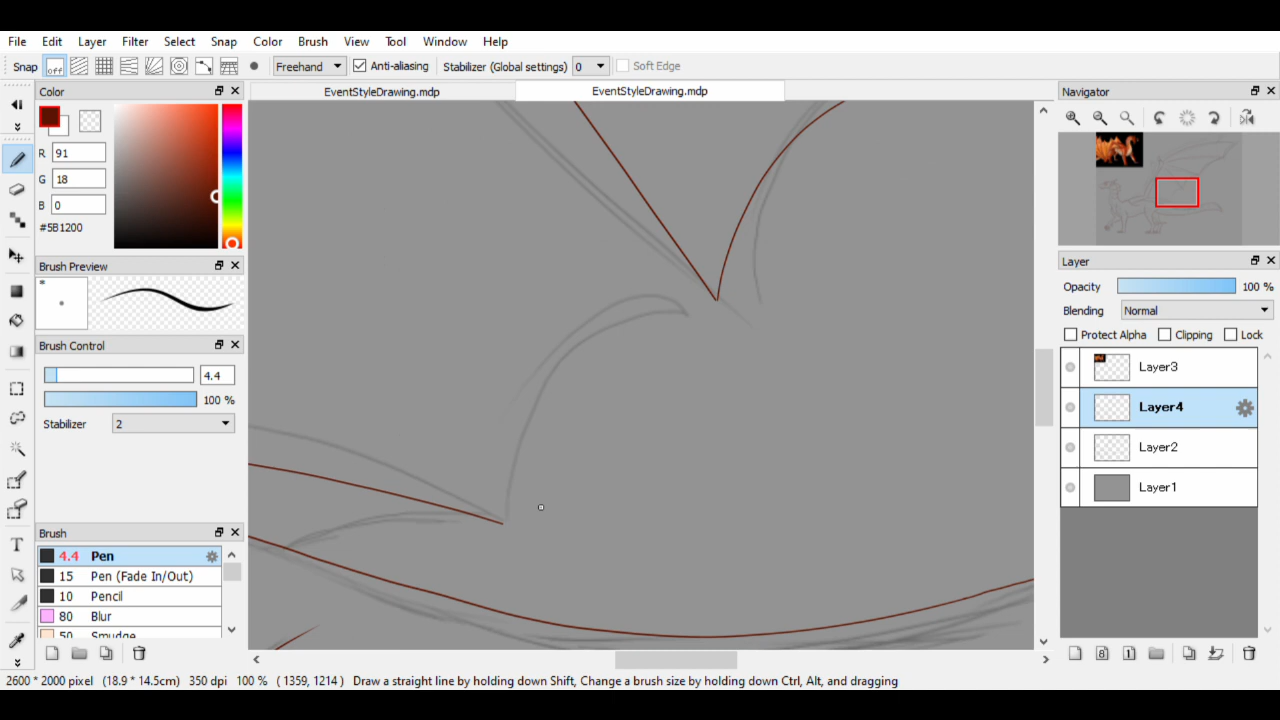 File Edit Layer Filter Select Snap Color Brush View Tool Window Help
Snap off Freehand Anti-aliasing Stabilizer (Global settings) 0 Soft Edge
Color
EventStyleDrawing.mdp
EventStyleDrawing.mdp
Navigator
R 91
G 18
B 0
#5B1200
Brush Preview
*
Brush Control
4.4
100 %
Stabilizer 2
Brush
4.4 Pen
15 Pen (Fade In/Out)
10 Pencil
80 Blur
50 Smudge
Layer
Opacity 100 %
Blending Normal
Protect Alpha Clipping Lock
Layer3
Layer4
Layer2
Layer1
T
8 1
2600 * 2000 pixel (18.9 * 14.5cm) 350 dpi 100 % ( 1359, 1214 ) Draw a straight line by holding down Shift, Change a brush size by holding down Ctrl, Alt, and dragging